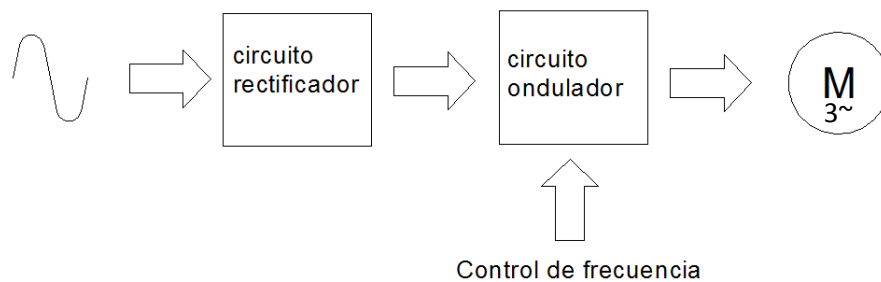 circuito
rectificador
circuito
ondulador
M
3~
Control de frecuencia